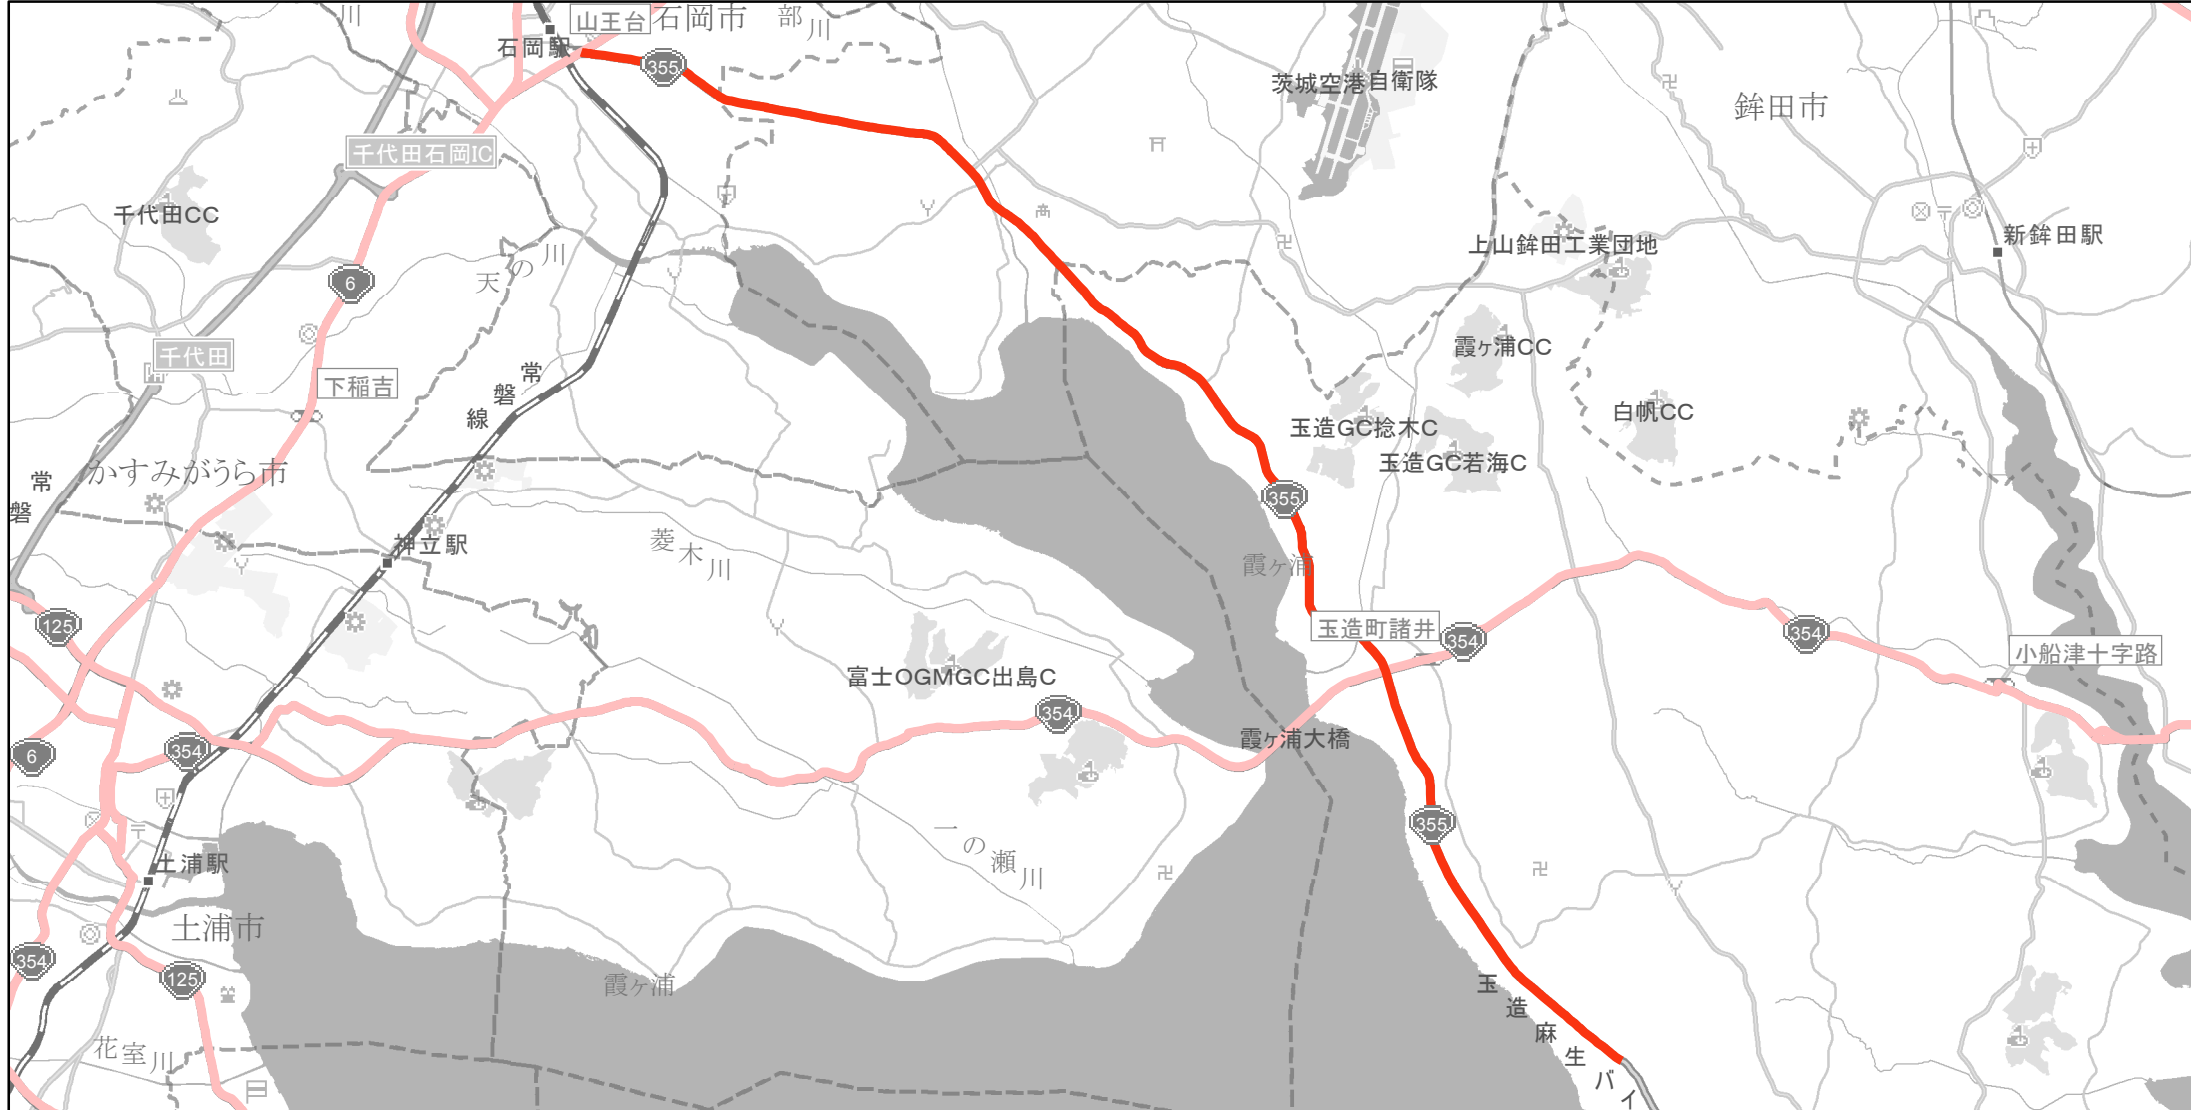 川
山王台
石岡市
部川
石岡駅
355
茨城空港
自衛隊
鉾田市
千代田石岡IC
千代田CC
天の川
6
上山鉾田工業団地
新鉾田駅
千代田
下稲吉
常磐線
霞ヶ浦CC
玉造GC捻木C
白帆CC
玉造GC若海C
かすみがうら市
常磐
355
神立駅
菱木川
霞ヶ浦
125
玉造町諸井
354
354
小船津十字路
富士OGMGC出島C
354
354
6
霞ヶ浦大橋
355
一の瀬川
土浦駅
土浦市
354
125
霞ヶ浦
玉造麻生バイ
花室川